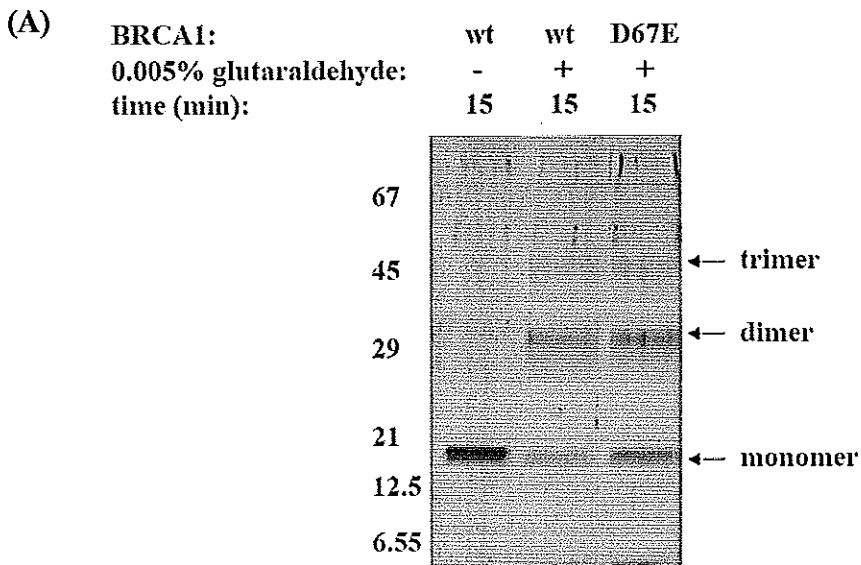 (A)
BRCA1: wt wt D67E
0.005% glutaraldehyde: - + +
time (min): 15 15 15
67
45 ← trimer
29 ← dimer
21
← monomer
12.5
6.55